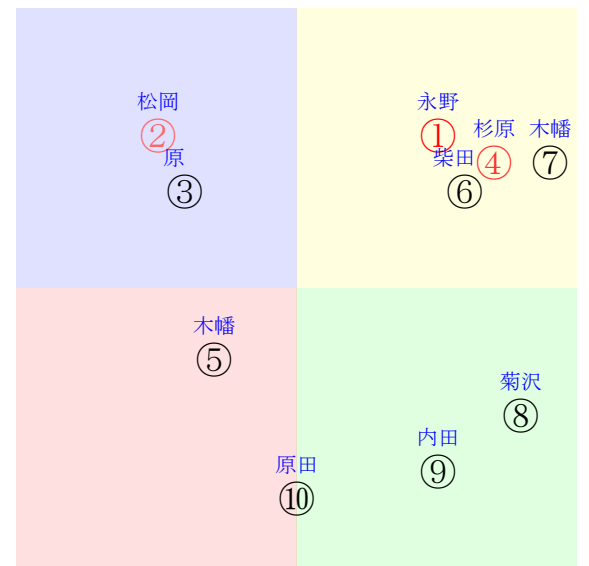 松岡
②
原
③
永野
①
杉原
④
木幡
⑦
柴田
⑥
木幡
⑤
菊沢
⑧
内田
⑨
原田
⑩